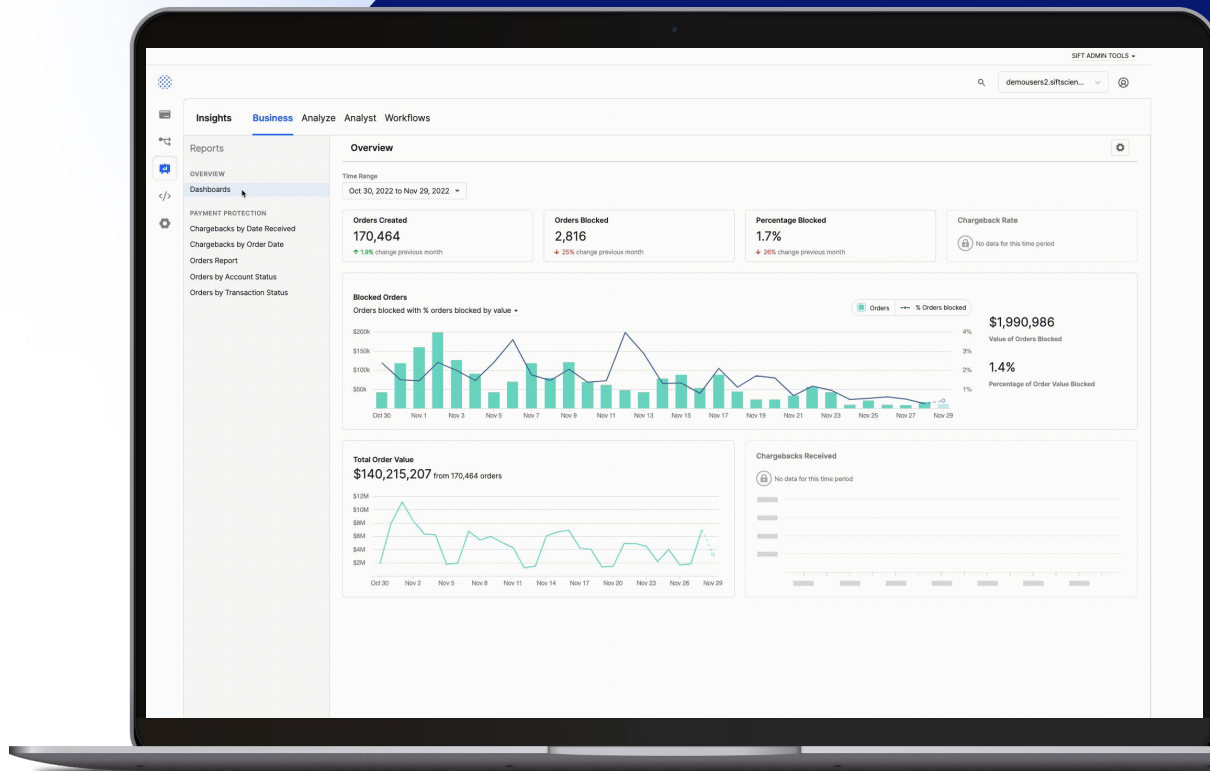 SIFT ADMIN TOOLS
demousers2.siftscien...
Insights Business Analyze Analyst Workflows
Reports
OVERVIEW
Dashboards
PAYMENT PROTECTION
Chargebacks by Date Received
Chargebacks by Order Date
Orders Report
Orders by Account Status
Orders by Transaction Status
Overview
Time Range
Oct 30, 2022 to Nov 29, 2022
Orders Created
170,464
1.9% change previous month
Orders Blocked
2,816
25% change previous month
Percentage Blocked
1.7%
26% change previous month
Chargeback Rate
No data for this time period
Blocked Orders
Orders blocked with % orders blocked by value
Orders % Orders blocked
$200k 4%
$150k 3%
$100k 2%
$50k 1%
Oct 30 Nov 1 Nov 3 Nov 5 Nov 7 Nov 9 Nov 11 Nov 13 Nov 15 Nov 17 Nov 19 Nov 21 Nov 23 Nov 25 Nov 27 Nov 29
$1,990,986
Value of Orders Blocked
1.4%
Percentage of Order Value Blocked
Total Order Value
$140,215,207 from 170,464 orders
$12M
$10M
$8M
$6M
$4M
$2M
Oct 30 Nov 2 Nov 5 Nov 8 Nov 11 Nov 14 Nov 17 Nov 20 Nov 23 Nov 26 Nov 29
Chargebacks Received
No data for this time period